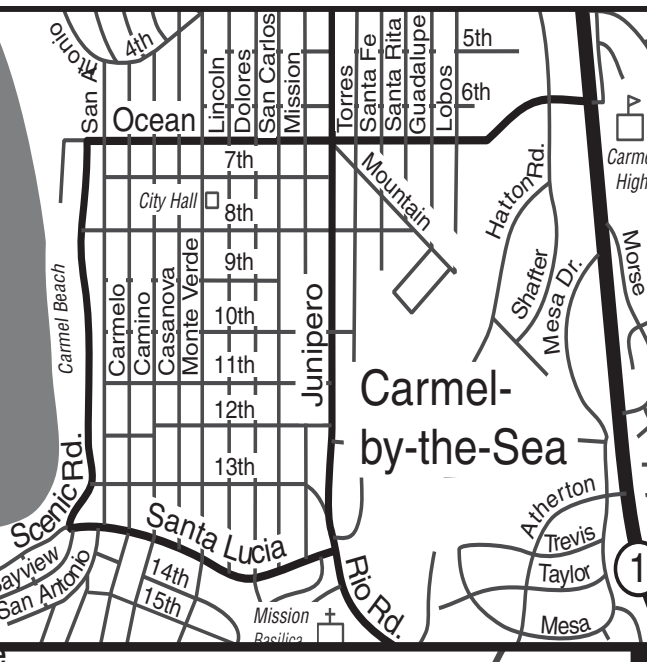 San Antonio
4th
5th
6th
San
Ocean
Lincoln
Dolores
San Carlos
Mission
Torres
Santa Fe
Santa Rita
Guadalupe
Lobos
7th
City Hall
8th
Mountain
Hatton Rd.
Shafter
Mesa Dr.
Morse
9th
10th
11th
12th
13th
Carmel Beach
Carmelo
Camino
Casanova
Monte Verde
Junipero
Carmel-
by-the-Sea
Scenic Rd.
Santa Lucia
14th
15th
San Antonio
Mission
Basilica
Rio Rd.
Atherton
Trevis
Taylor
Mesa
1
High